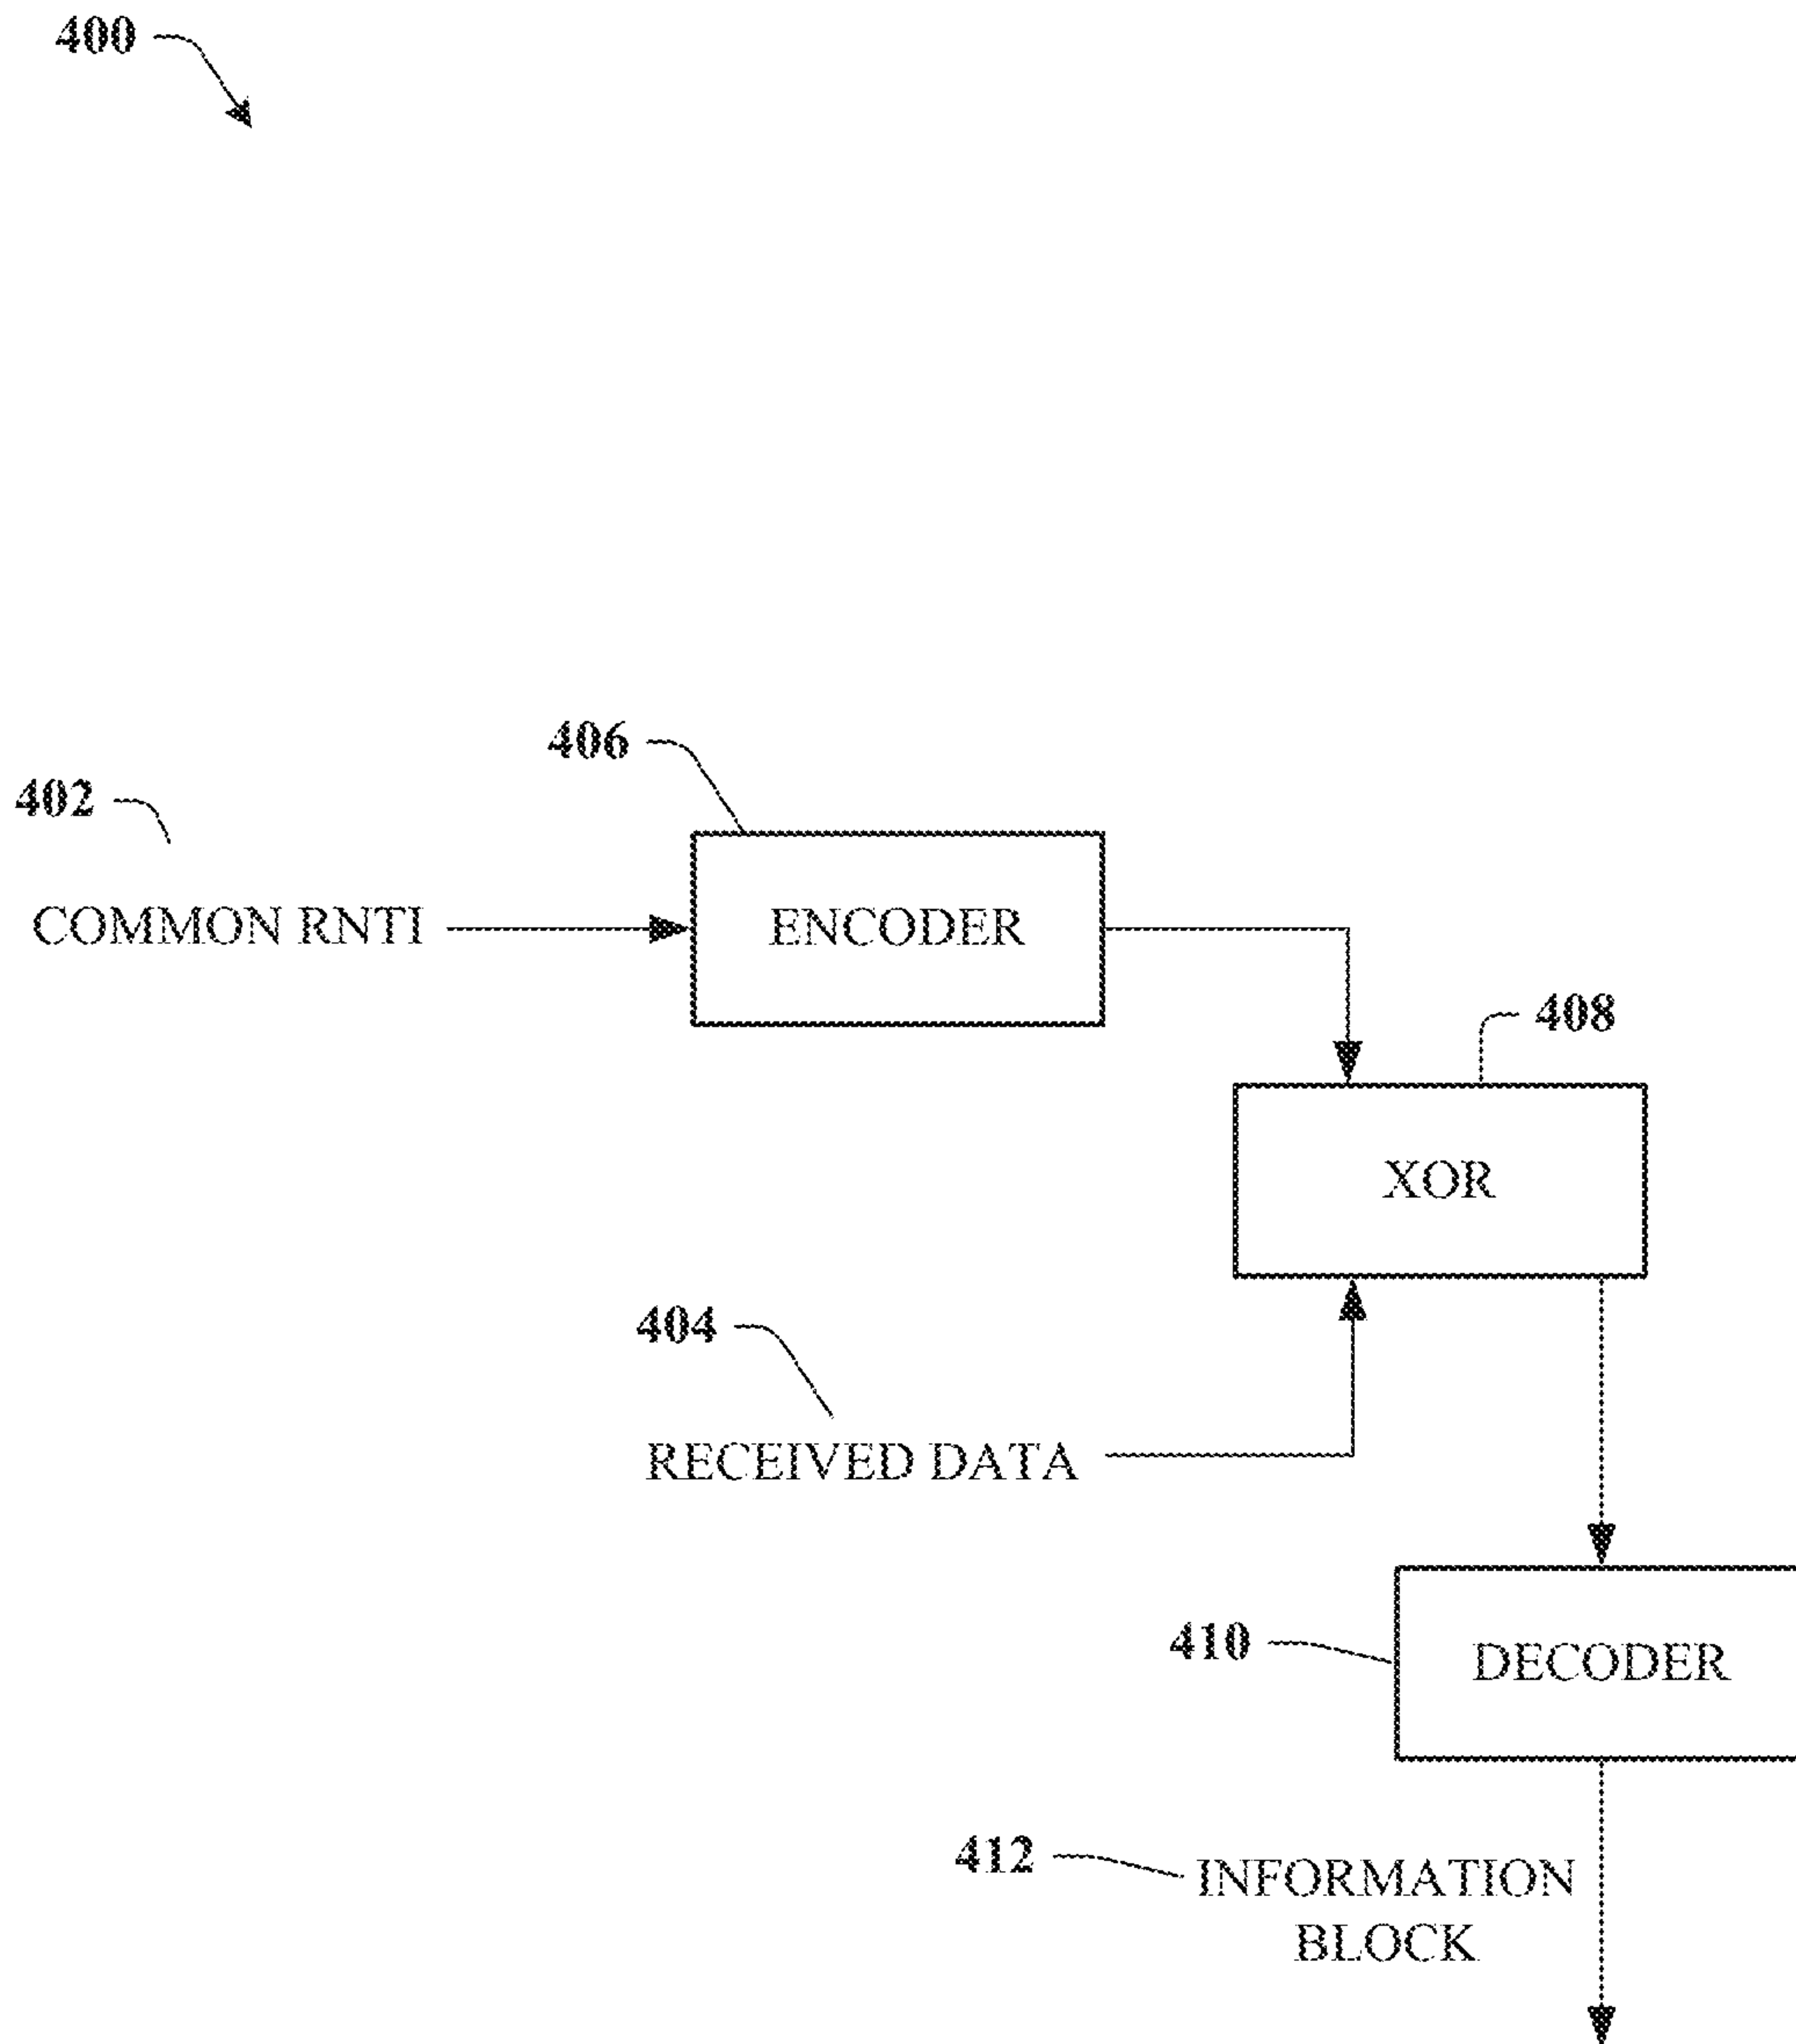 400
406
402
COMMON RNTI
ENCODER
408
XOR
404
RECEIVED DATA
410
DECODER
412
INFORMATION
BLOCK